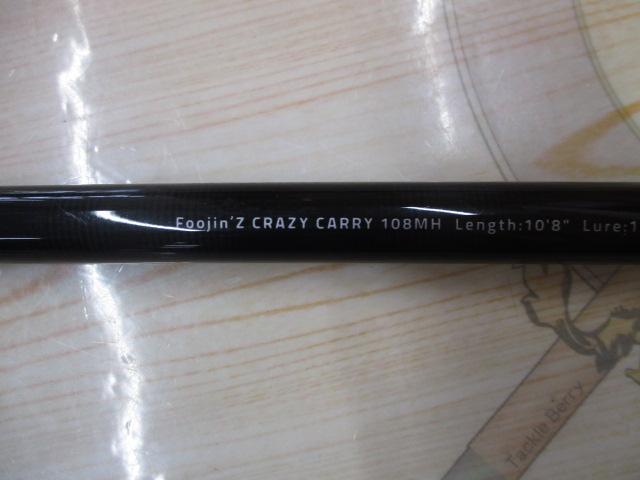 Foojin'Z CRAZY CARRY 108MH Length:10'8" Lure:1
Tackle Berry